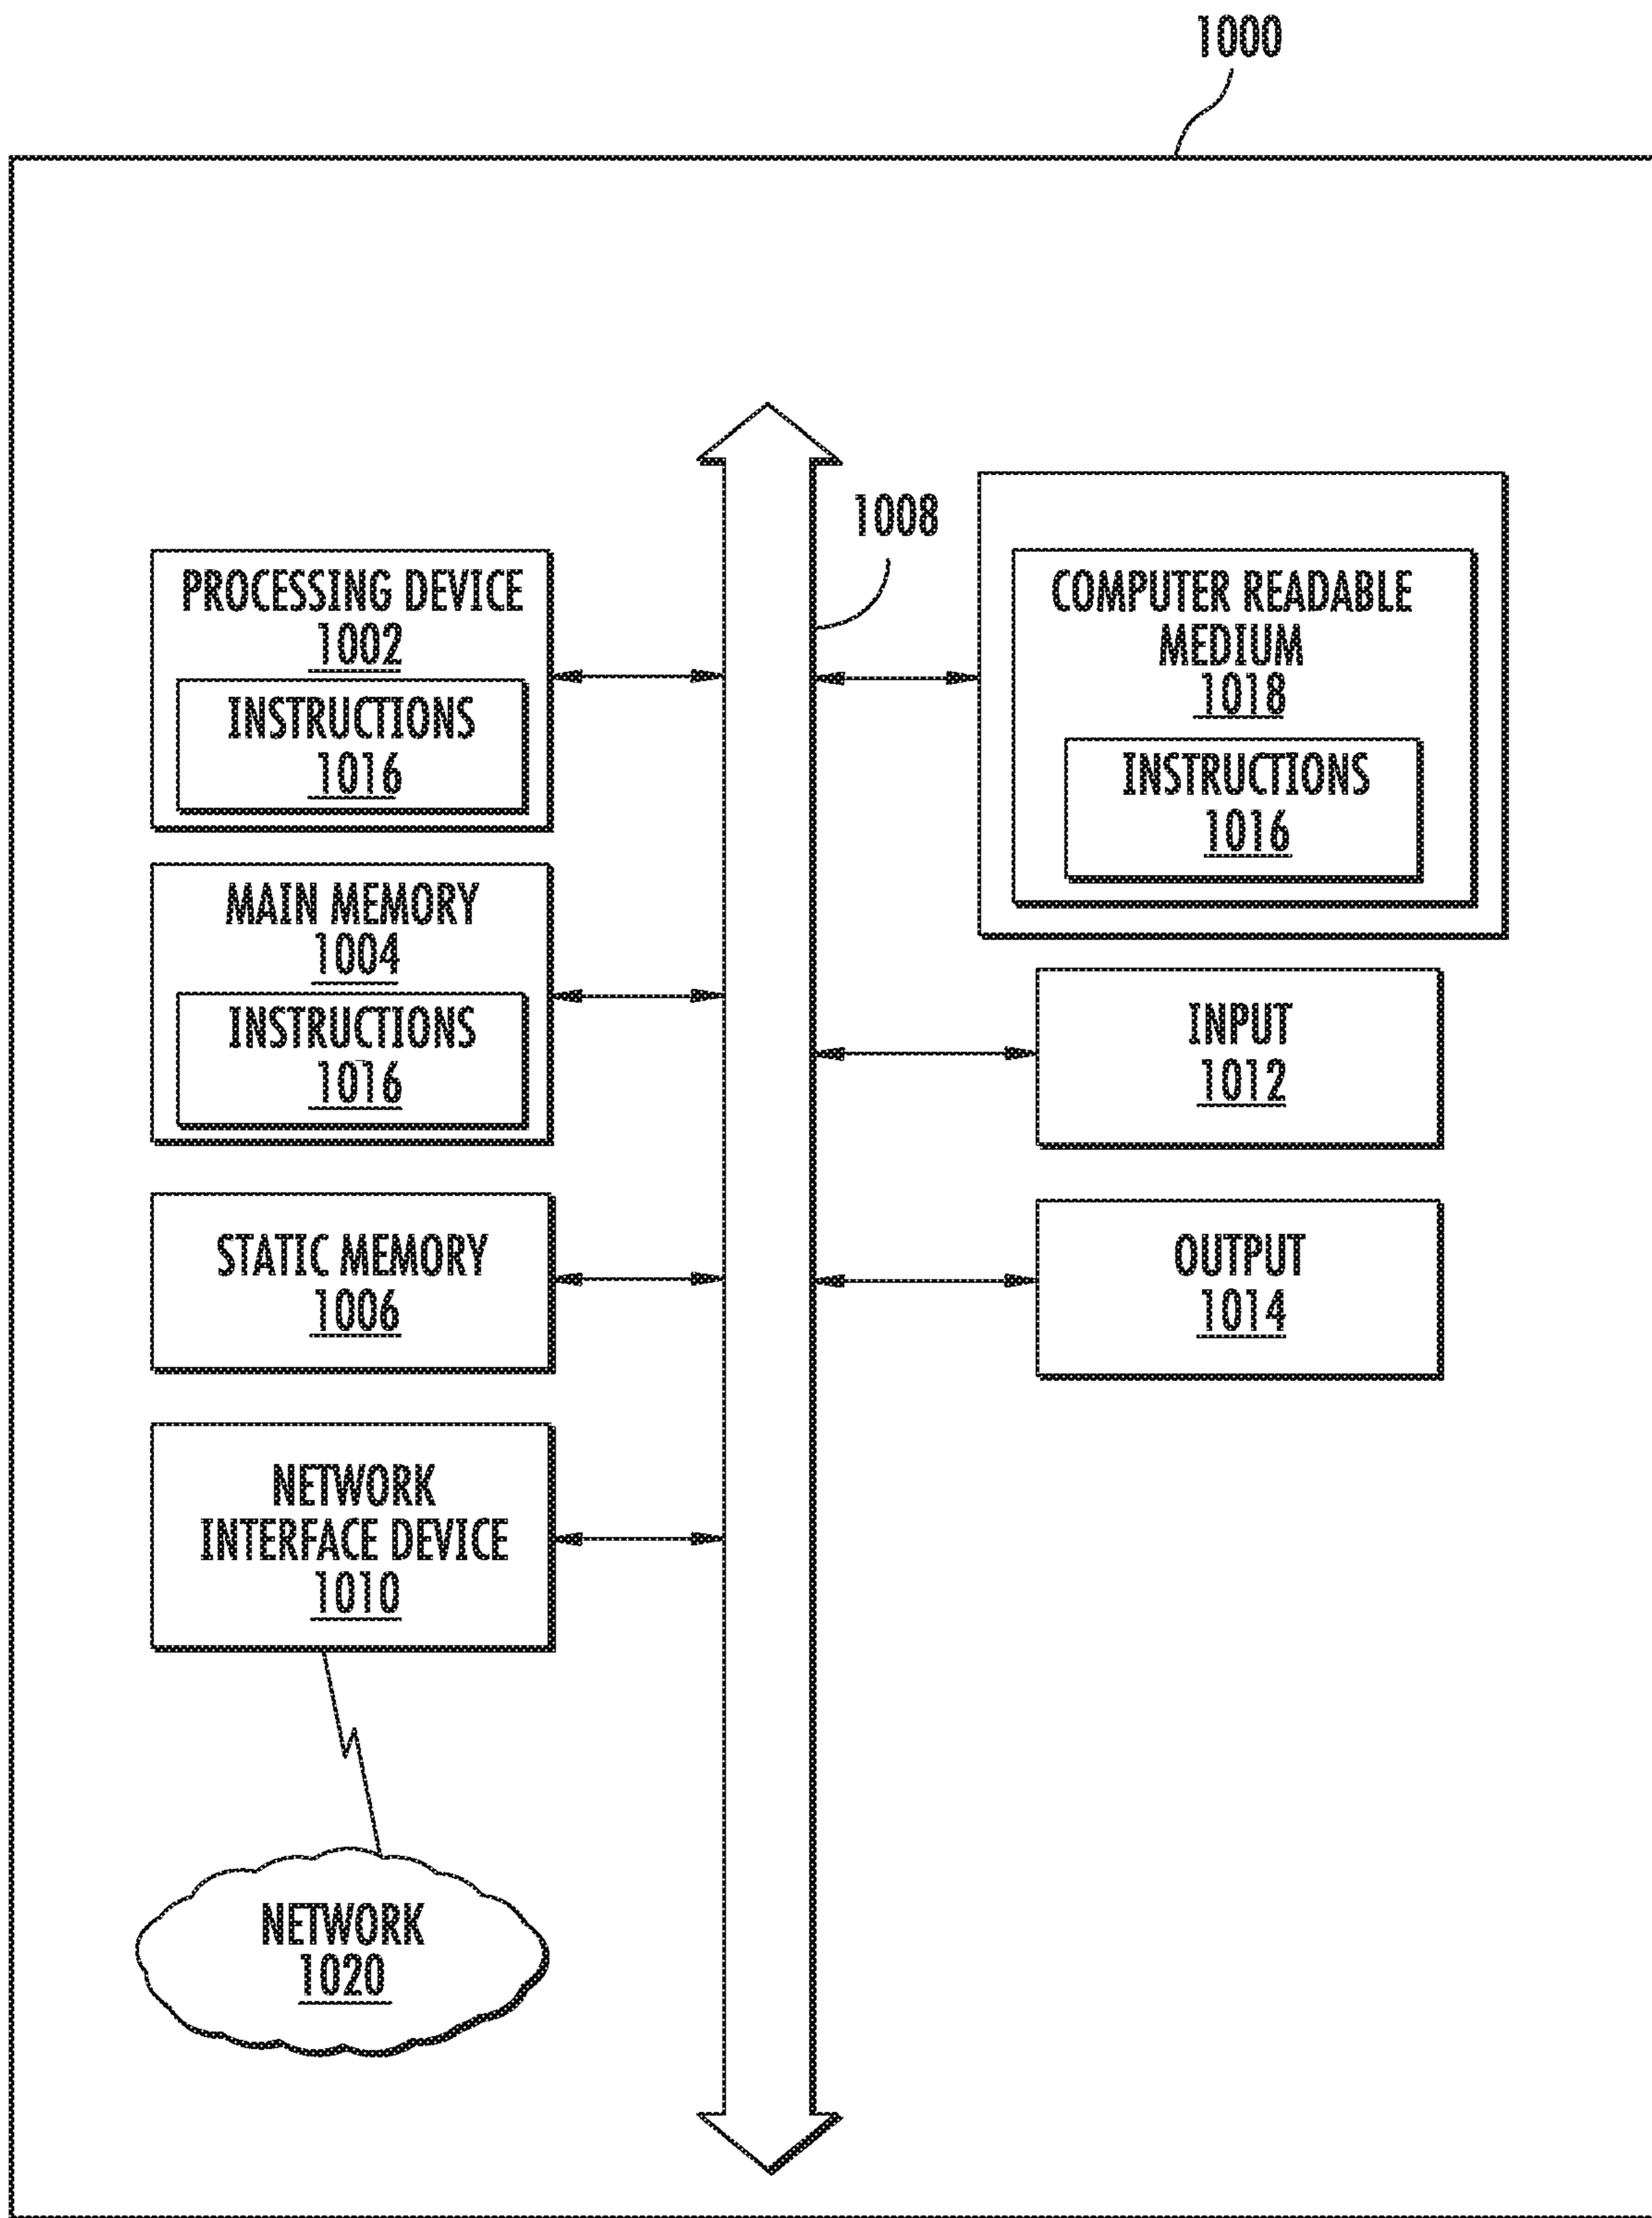 1000
1008
PROCESSING DEVICE
1002
INSTRUCTIONS
1016
MAIN MEMORY
1004
INSTRUCTIONS
1016
STATIC MEMORY
1006
NETWORK
INTERFACE DEVICE
1010
NETWORK
1020
COMPUTER READABLE
MEDIUM
1018
INSTRUCTIONS
1016
INPUT
1012
OUTPUT
1014